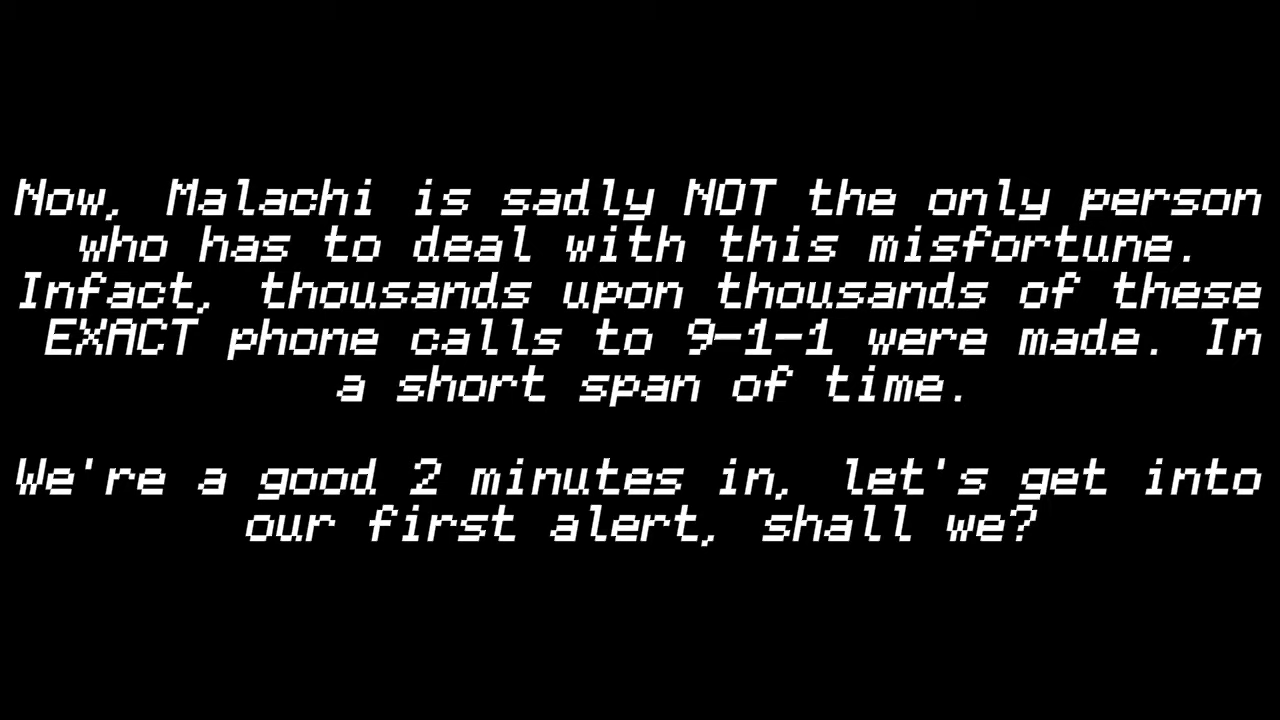 Now, Malachi is sadly NOT the only person
who has to deal with this misfortune.
Infact, thousands upon thousands of these
EXACT phone calls to 9-1-1 were made. In
a short span of time.
We're a good 2 minutes in, let's get into
our first alert, shall we?